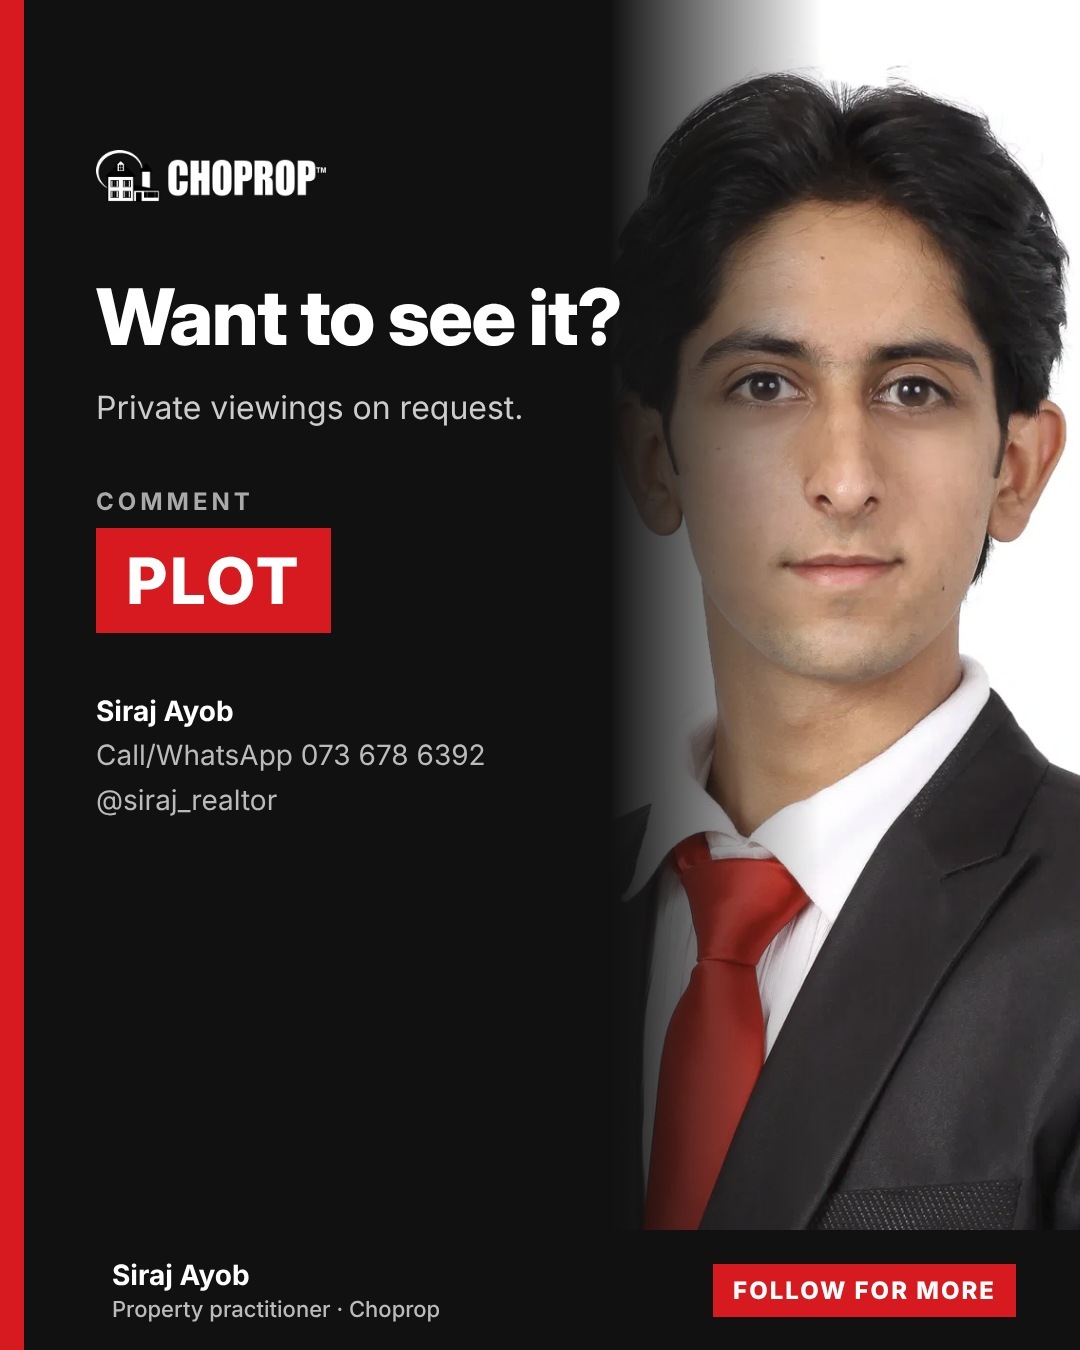 CHOPROP™
Want to see it?
Private viewings on request.
COMMENT
PLOT
Siraj Ayob
Call/WhatsApp 073 678 6392
@siraj_realtor
Siraj Ayob
Property practitioner · Choprop
FOLLOW FOR MORE